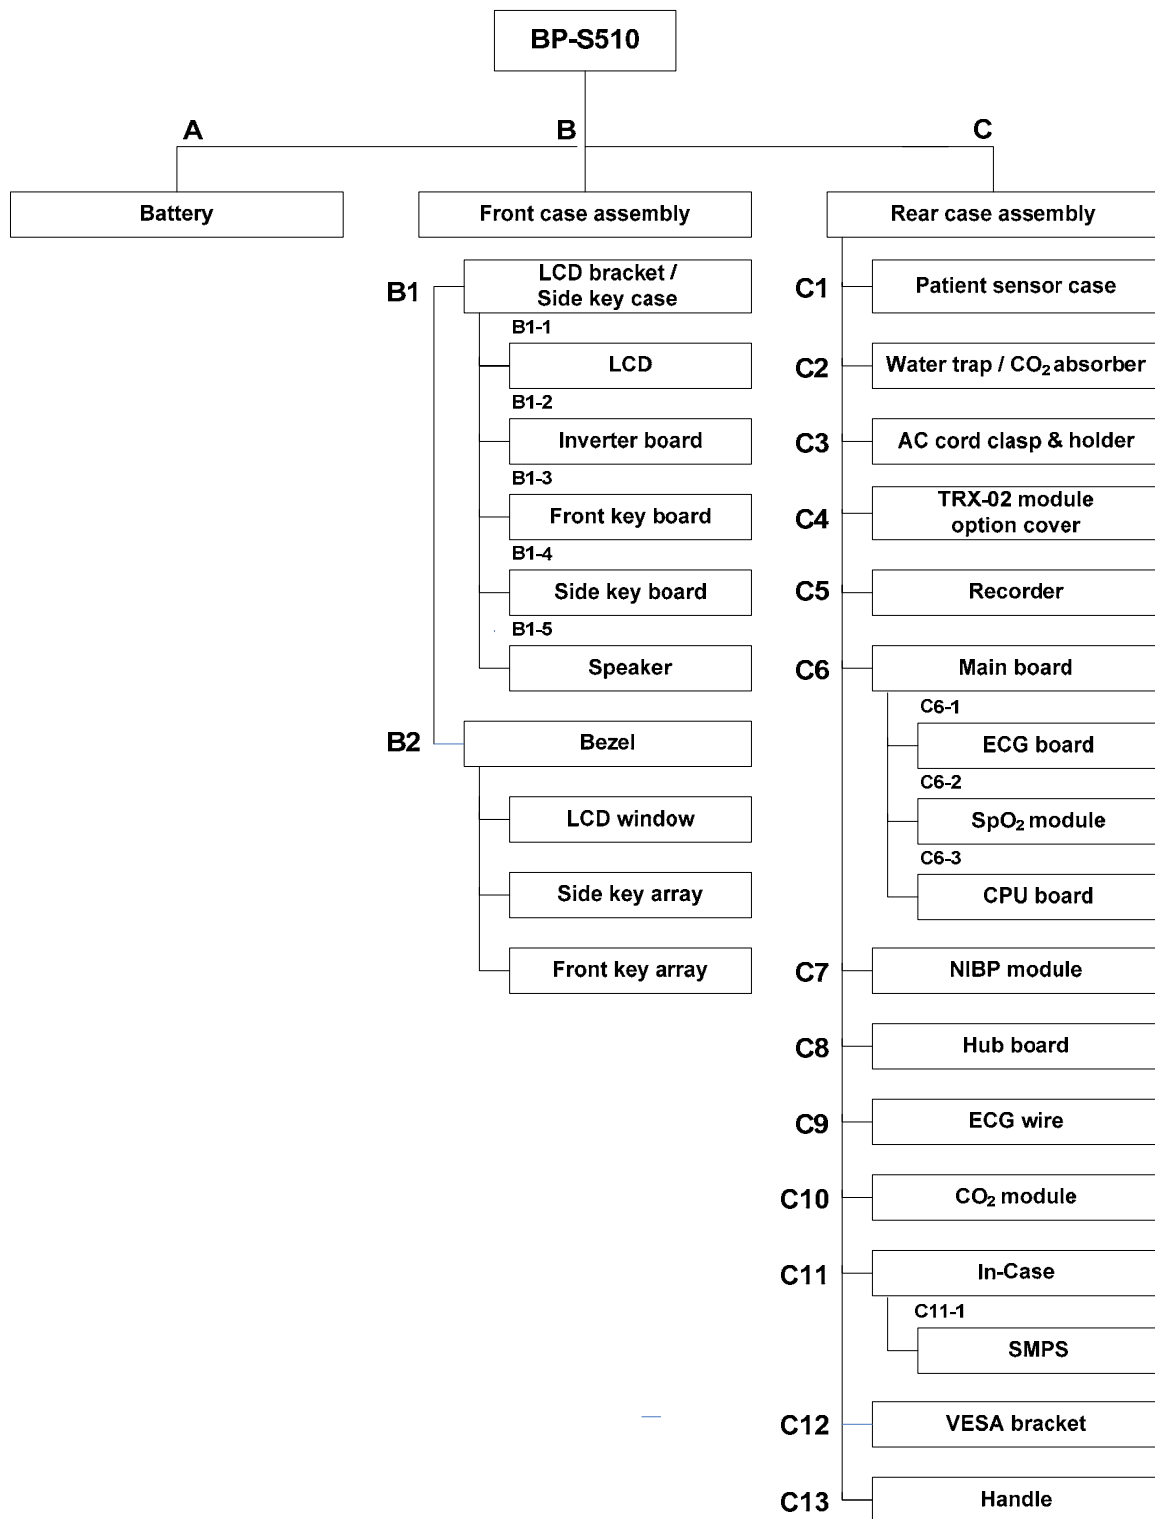 BP-S510
A
B
C
Battery
Front case assembly
Rear case assembly
B1
LCD bracket /
Side key case
B1-1
LCD
B1-2
Inverter board
B1-3
Front key board
B1-4
Side key board
B1-5
Speaker
B2
Bezel
LCD window
Side key array
Front key array
C1
Patient sensor case
C2
Water trap / CO₂ absorber
C3
AC cord clasp & holder
C4
TRX-02 module
option cover
C5
Recorder
C6
Main board
C6-1
ECG board
C6-2
SpO₂ module
C6-3
CPU board
C7
NIBP module
C8
Hub board
C9
ECG wire
C10
CO₂ module
C11
In-Case
C11-1
SMPS
C12
VESA bracket
C13
Handle